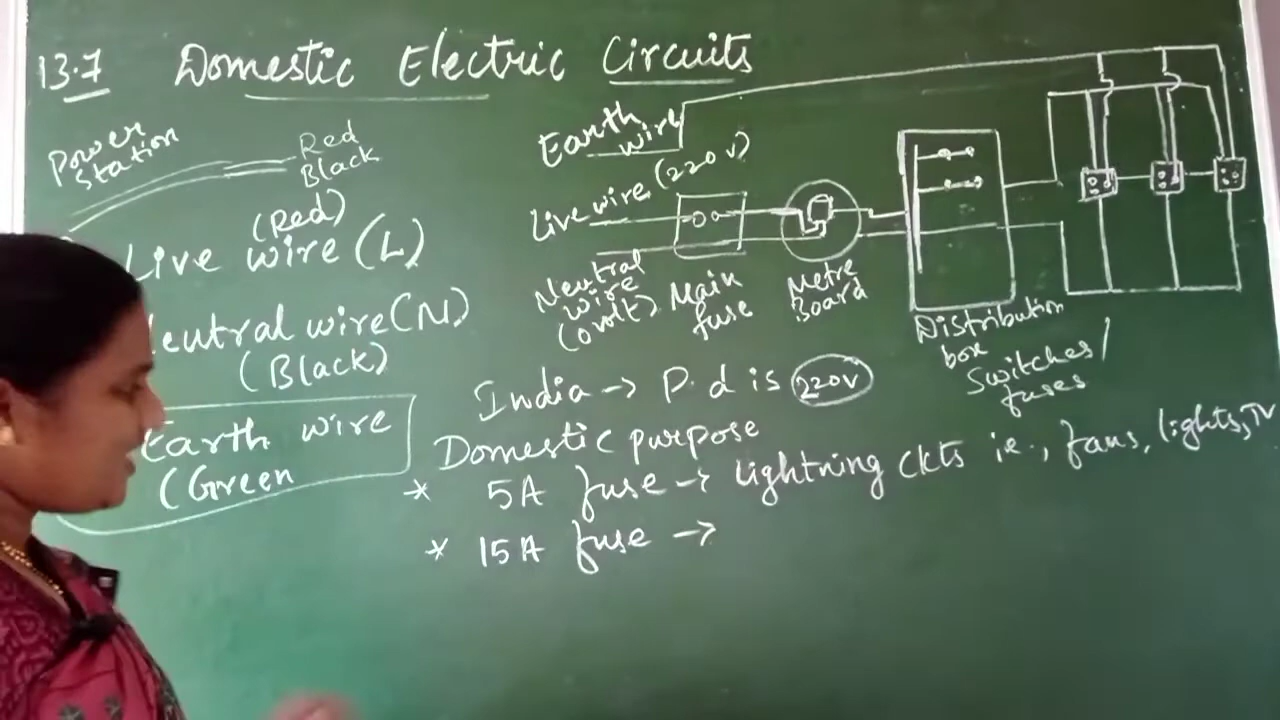 13.7 Domestic Electric Circuits
Power
Station
Red
Black
(Red)
Live wire (L)
Neutral wire (N)
(Black)
Earth wire
(Green
Earth
wire
Live wire (220 v)
Neutral
wire
(0 volt)
Main
fuse
Metre
Board
Distribution
box
Switches/
fuses
India → P.d is 220v
Domestic purpose
* 5A fuse → Lightning ckts ie., fans, lights, TV
* 15A fuse →